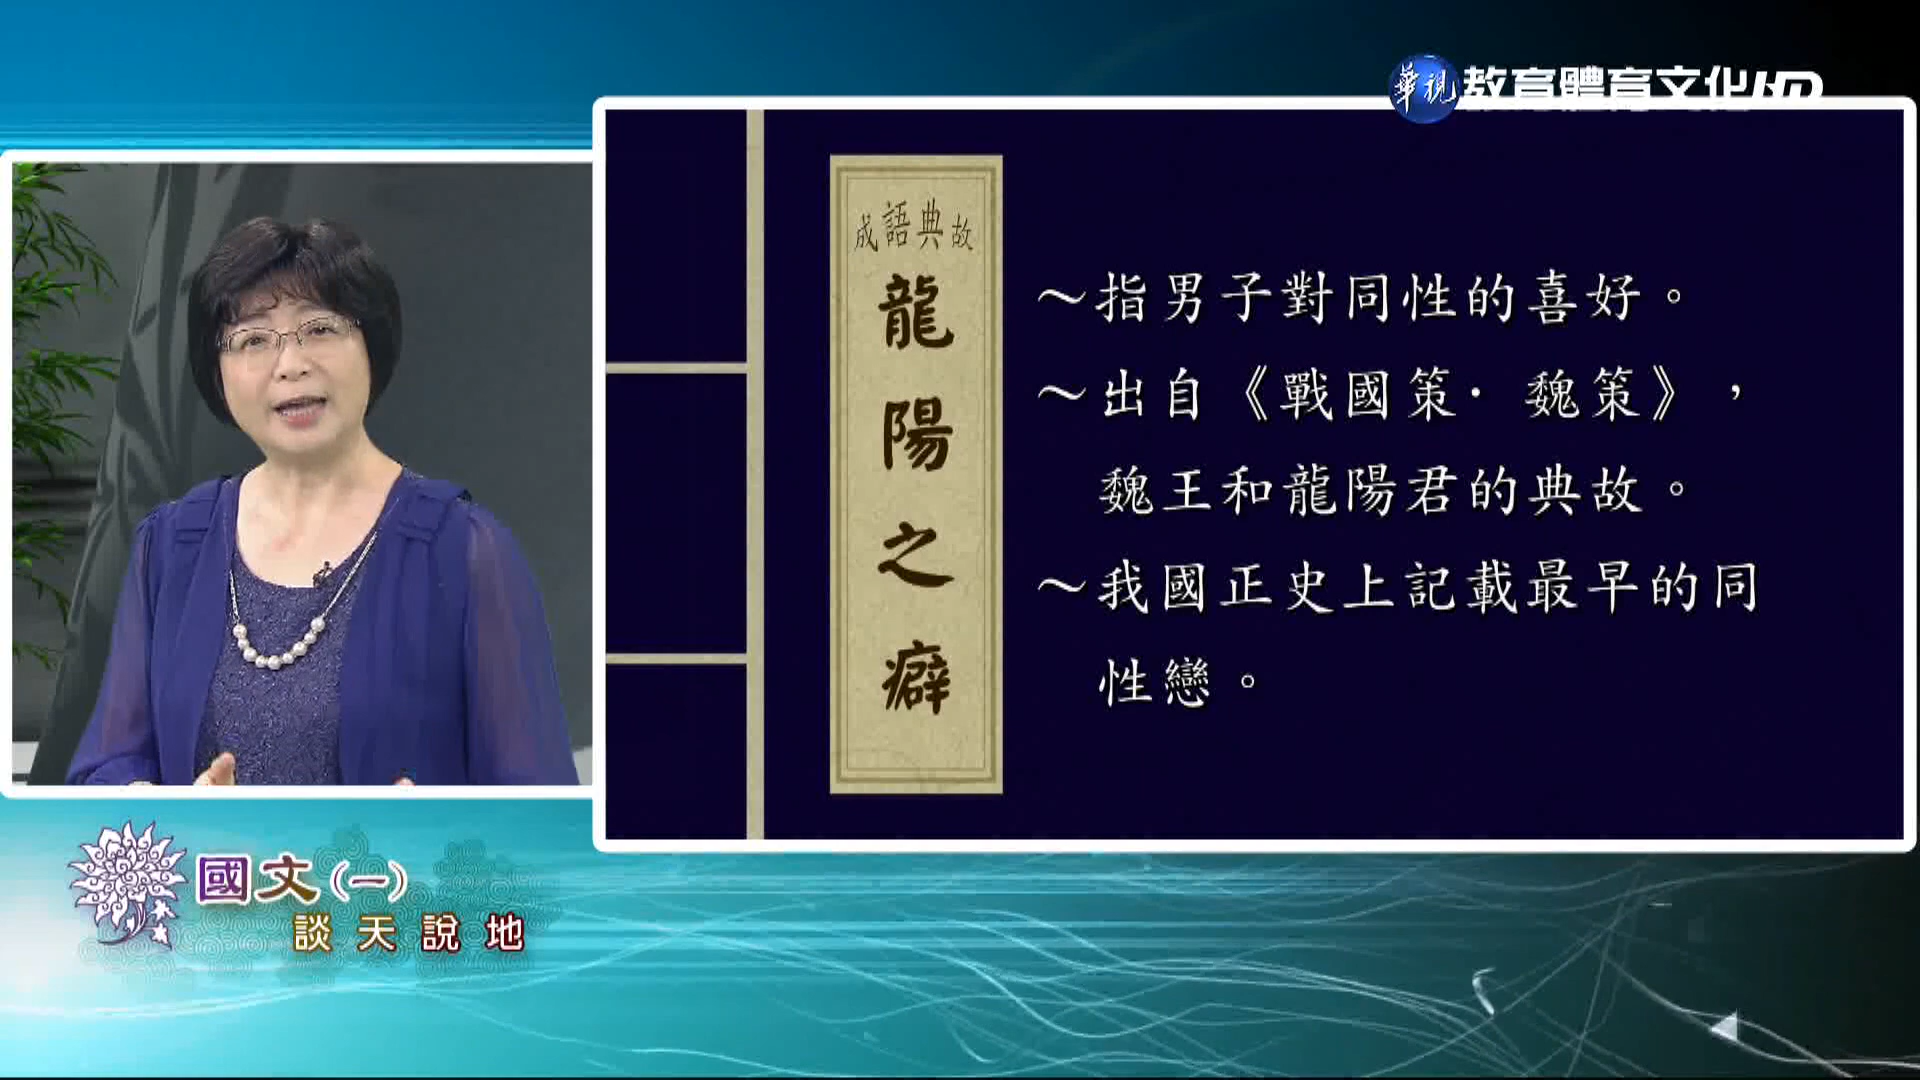 華視 教育體育文化HD
成語典故
龍陽之癖
～指男子對同性的喜好。
～出自《戰國策·魏策》，
魏王和龍陽君的典故。
～我國正史上記載最早的同
性戀。
國文(一)
談天說地